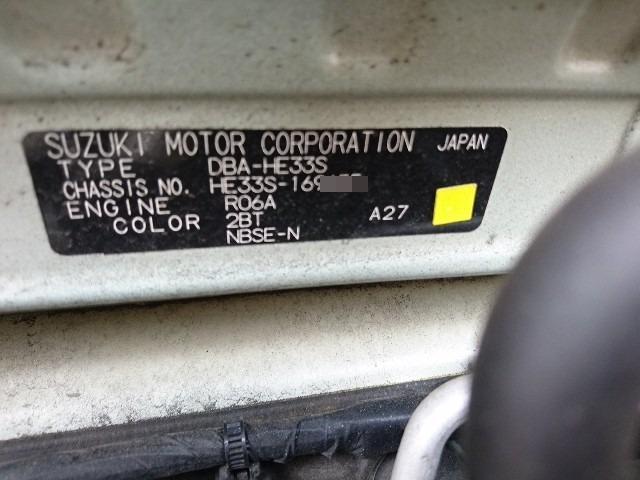 SUZUKI MOTOR CORPORATION JAPAN
TYPE DBA-HE33S
CHASSIS NO. HE33S-169
ENGINE R06A
COLOR 2BT A27
NBSE-N